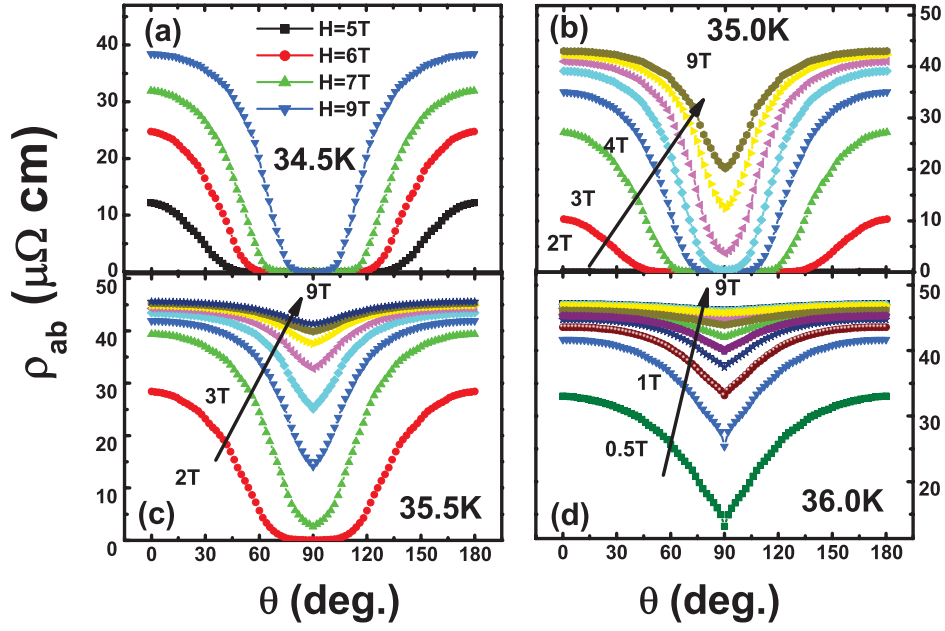 (a)
H=5T
H=6T
H=7T
H=9T
34.5K
40
30
20
10
0
(b)
35.0K
9T
4T
3T
2T
50
40
30
20
10
0
ρab (μΩ cm)
50
40
30
20
10
0
9T
3T
2T
(c)
35.5K
0 30 60 90 120 150 180
θ (deg.)
9T
1T
0.5T
(d)
36.0K
50
40
30
20
0 30 60 90 120 150 180
θ (deg.)